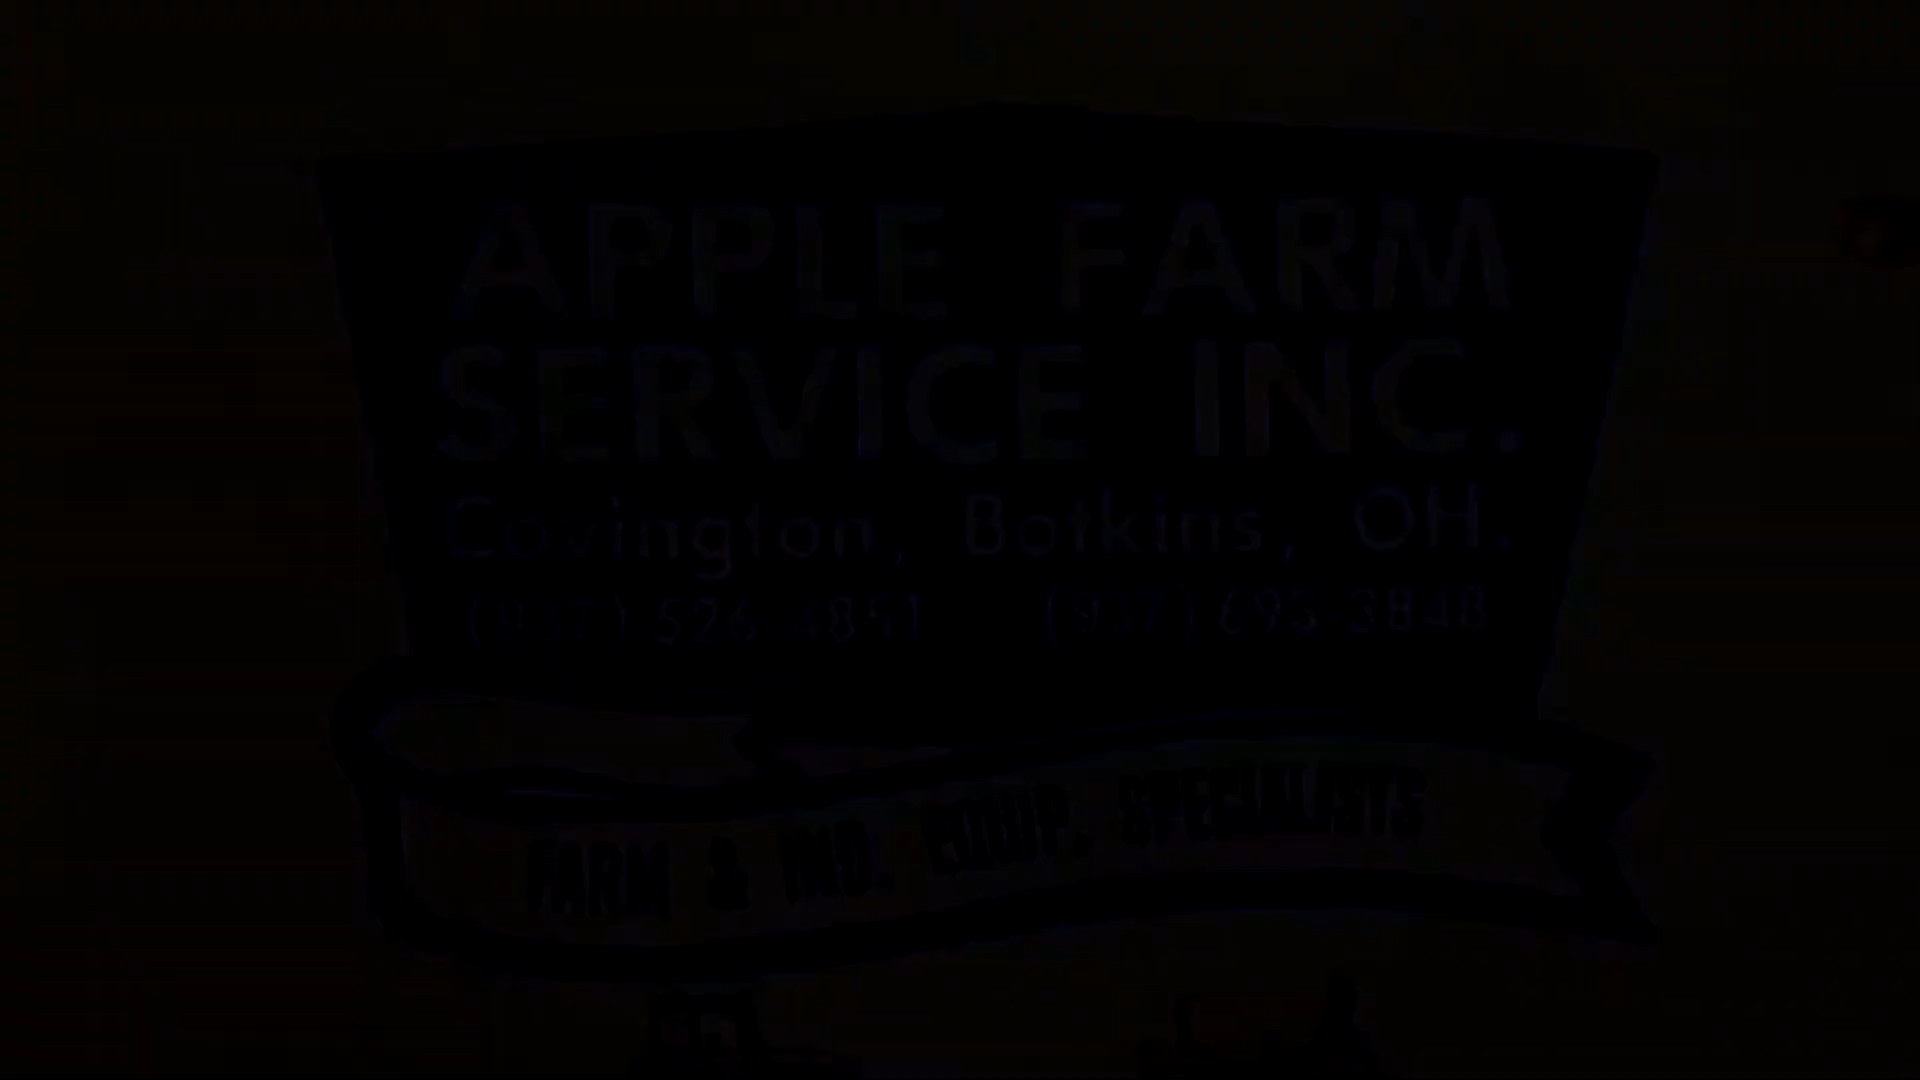 APPLE FARM
SERVICE INC.
Covington, Botkins, OH.
(937) 526-4851 (937) 693-3848
FARM & IND. EQUIP. SPECIALISTS